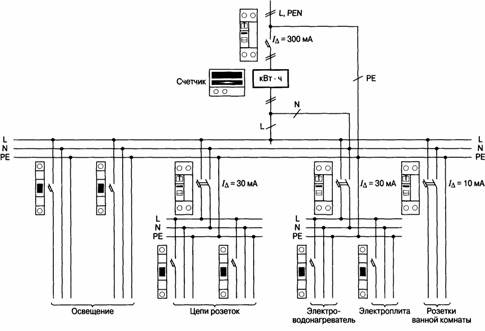 L, PEN
IΔ = 300 мА
Счетчик
кВт · ч
PE
N
L
L
N
PE
L
N
PE
IΔ = 30 мА
IΔ = 30 мА
IΔ = 10 мА
L
N
PE
L
N
PE
Освещение
Цепи розеток
Электро-
водонагреватель
Электроплита
Розетки
ванной комнаты